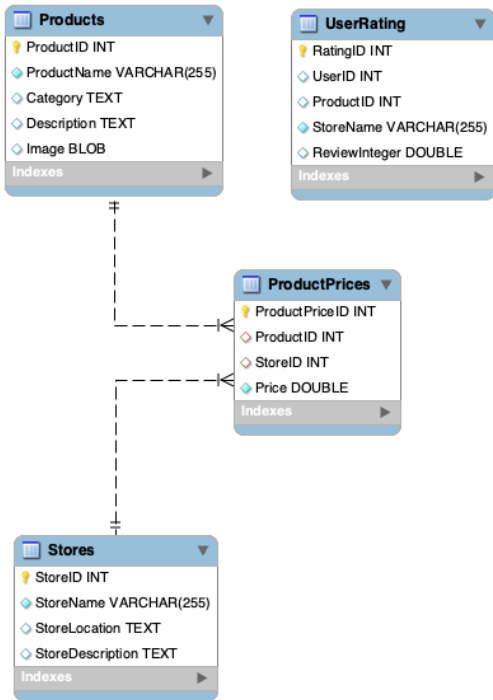 Products
ProductID INT
ProductName VARCHAR(255)
Category TEXT
Description TEXT
Image BLOB
Indexes
UserRating
RatingID INT
UserID INT
ProductID INT
StoreName VARCHAR(255)
ReviewInteger DOUBLE
Indexes
ProductPrices
ProductPriceID INT
ProductID INT
StoreID INT
Price DOUBLE
Indexes
Stores
StoreID INT
StoreName VARCHAR(255)
StoreLocation TEXT
StoreDescription TEXT
Indexes